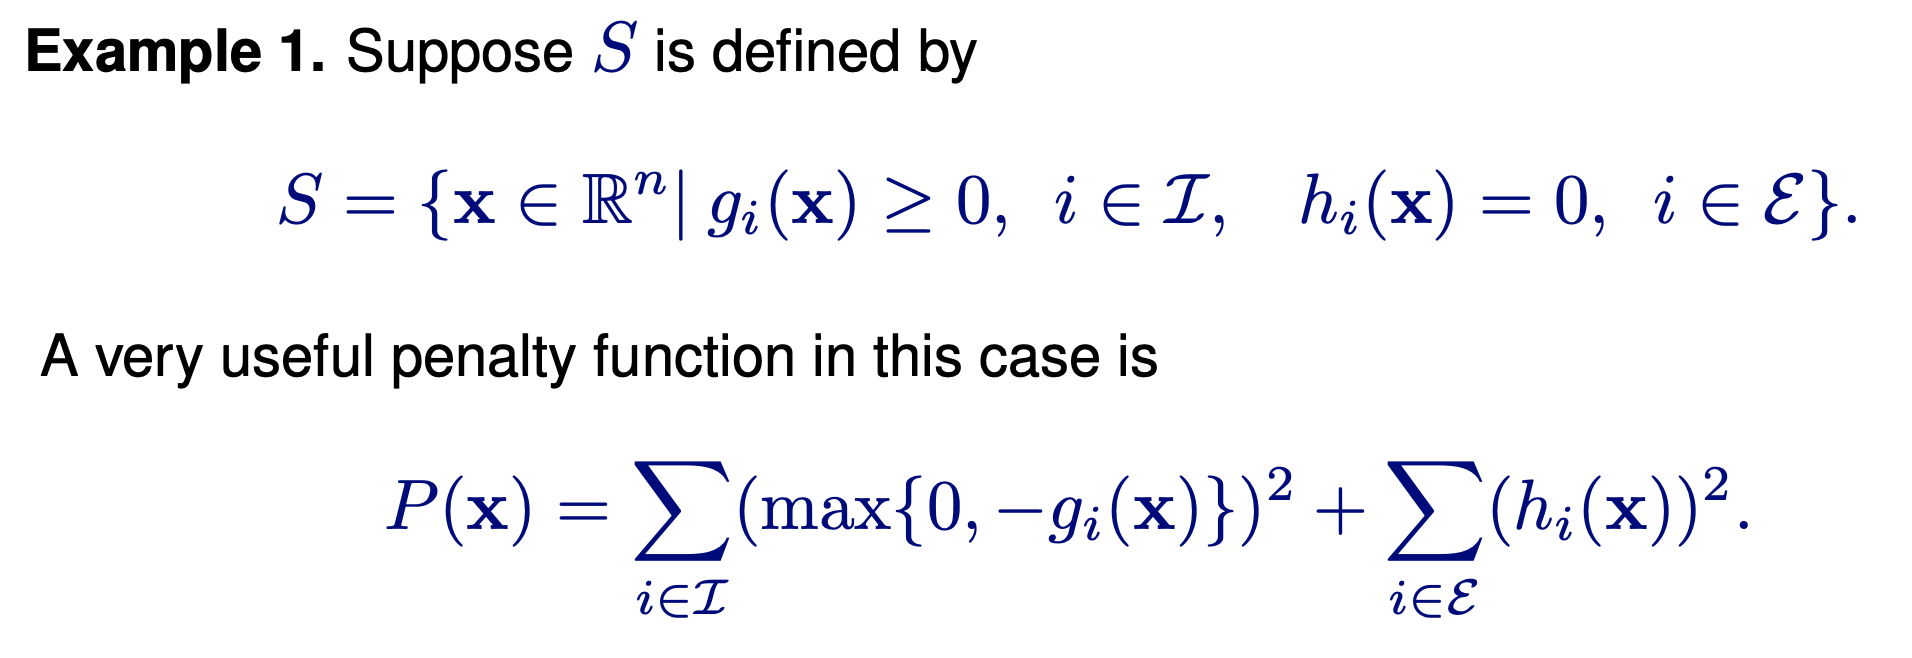 Example 1. Suppose S is defined by
S = {x ∈ ℝⁿ| gᵢ(x) ≥ 0, i ∈ ℐ, hᵢ(x) = 0, i ∈ ℰ}.
A very useful penalty function in this case is
P(x) = ∑_{i∈ℐ} (max{0, −gᵢ(x)})² + ∑_{i∈ℰ} (hᵢ(x))².